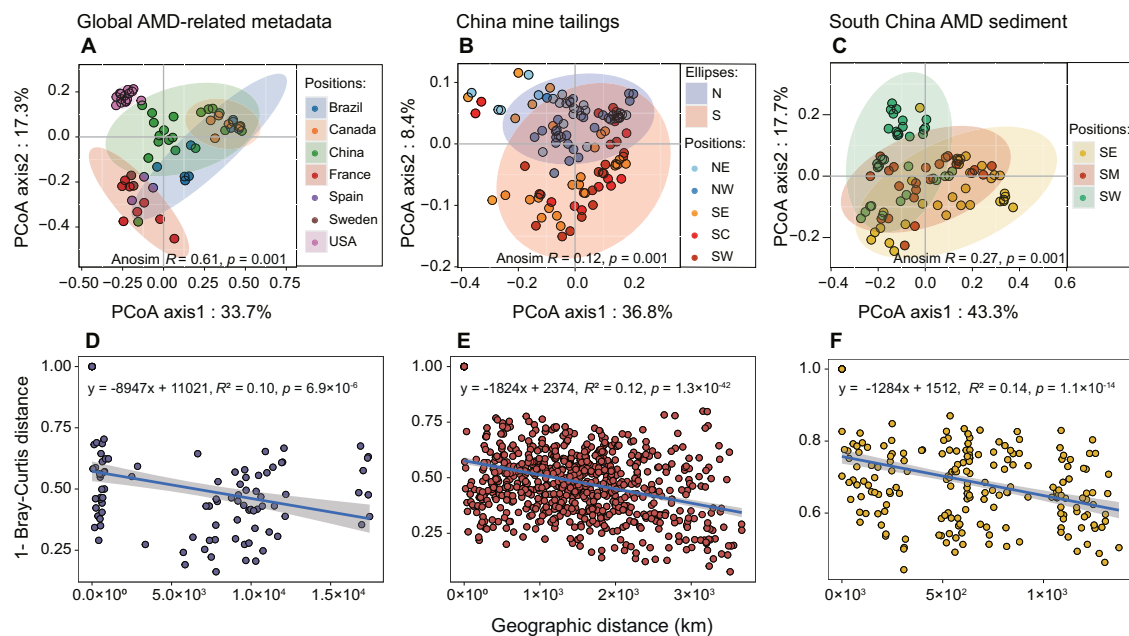 Global AMD-related metadata
China mine tailings
South China AMD sediment
A
B
C
PCoA axis2 : 17.3%
0.2
0.0
−0.2
−0.4
−0.50
0.00
0.25
0.50
0.75
Anosim R = 0.61, p = 0.001
PCoA axis1 : 33.7%
Positions:
Brazil
Canada
China
France
Spain
Sweden
USA
PCoA axis2 : 8.4%
0.1
0.0
−0.1
−0.2
−0.4
−0.2
0.0
0.2
0.4
Anosim R = 0.12, p = 0.001
PCoA axis1 : 36.8%
Ellipses:
N
S
Positions:
NE
NW
SE
SC
SW
PCoA axis2 : 17.7%
0.2
0.0
−0.2
−0.4
−0.2
0.0
0.2
0.4
0.6
Anosim R = 0.27, p = 0.001
PCoA axis1 : 43.3%
Positions:
SE
SM
SW
D
E
F
1- Bray-Curtis distance
1.00
0.75
0.50
0.25
y = -8947x + 11021, R² = 0.10, p = 6.9×10⁻⁶
0.0×10⁰
5.0×10³
1.0×10⁴
1.5×10⁴
1.00
0.75
0.50
0.25
y = -1824x + 2374, R² = 0.12, p = 1.3×10⁻⁴²
0.0×10⁰
1×10³
2×10³
3×10³
1.0
0.8
0.6
y = -1284x + 1512, R² = 0.14, p = 1.1×10⁻¹⁴
0×10³
5×10²
1×10³
Geographic distance (km)